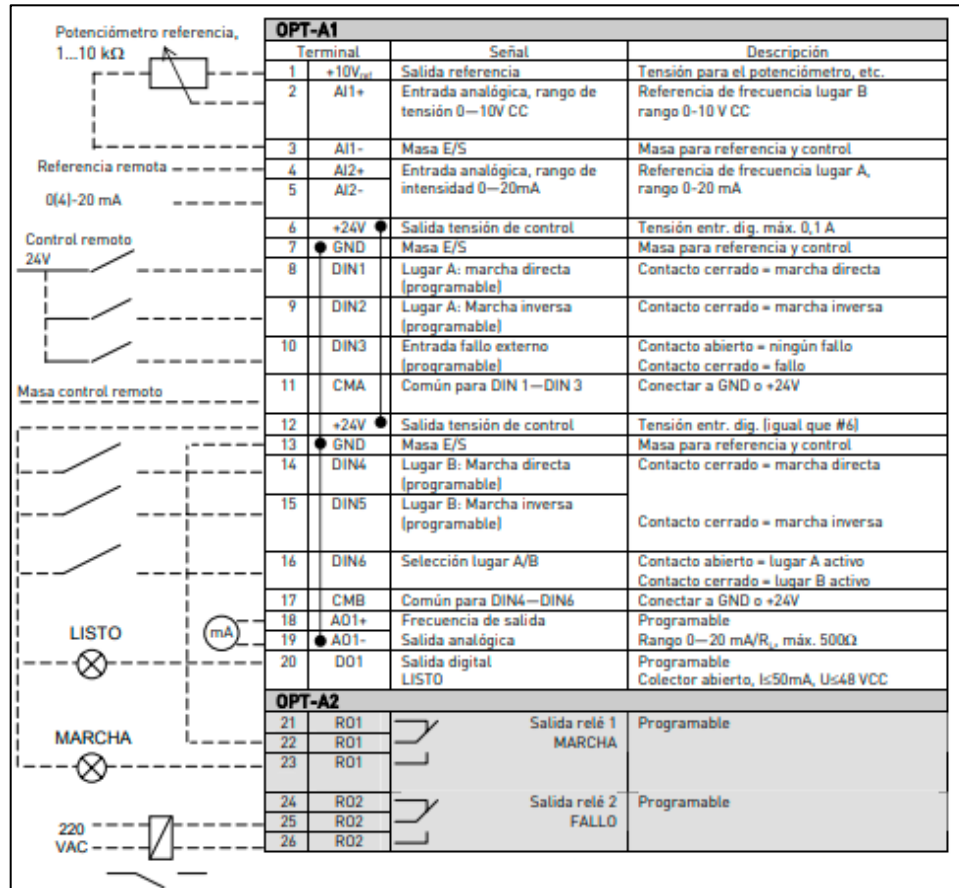 Potenciómetro referencia,
1...10 kΩ
Referencia remota
0(4)-20 mA
Control remoto
24V
Masa control remoto
LISTO
mA
MARCHA
220
VAC
OPT-A1
Terminal Señal Descripción
1 +10Vref Salida referencia Tensión para el potenciómetro, etc.
2 AI1+ Entrada analógica, rango de Referencia de frecuencia lugar B
tensión 0—10V CC rango 0-10 V CC
3 AI1- Masa E/S Masa para referencia y control
4 AI2+ Entrada analógica, rango de Referencia de frecuencia lugar A,
5 AI2- intensidad 0—20mA rango 0-20 mA
6 +24V Salida tensión de control Tensión entr. dig. máx. 0,1 A
7 GND Masa E/S Masa para referencia y control
8 DIN1 Lugar A: marcha directa Contacto cerrado = marcha directa
(programable)
9 DIN2 Lugar A: Marcha inversa Contacto cerrado = marcha inversa
(programable)
10 DIN3 Entrada fallo externo Contacto abierto = ningún fallo
(programable) Contacto cerrado = fallo
11 CMA Común para DIN 1—DIN 3 Conectar a GND o +24V
12 +24V Salida tensión de control Tensión entr. dig. (igual que #6)
13 GND Masa E/S Masa para referencia y control
14 DIN4 Lugar B: Marcha directa Contacto cerrado = marcha directa
(programable)
15 DIN5 Lugar B: Marcha inversa
(programable) Contacto cerrado = marcha inversa
16 DIN6 Selección lugar A/B Contacto abierto = lugar A activo
Contacto cerrado = lugar B activo
17 CMB Común para DIN4—DIN6 Conectar a GND o +24V
18 AO1+ Frecuencia de salida Programable
19 AO1- Salida analógica Rango 0—20 mA/RL, máx. 500Ω
20 DO1 Salida digital Programable
LISTO Colector abierto, I≤50mA, U≤48 VCC
OPT-A2
21 RO1 Salida relé 1 Programable
22 RO1 MARCHA
23 RO1
24 RO2 Salida relé 2 Programable
25 RO2 FALLO
26 RO2